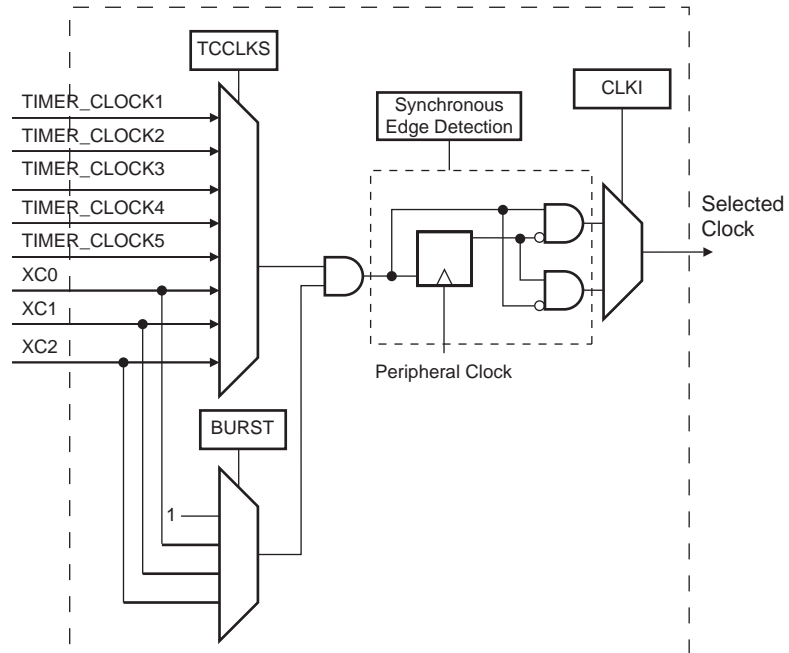 TCCLKS
TIMER_CLOCK1
TIMER_CLOCK2
TIMER_CLOCK3
TIMER_CLOCK4
TIMER_CLOCK5
XC0
XC1
XC2
Synchronous
Edge Detection
CLKI
Selected
Clock
Peripheral Clock
BURST
1